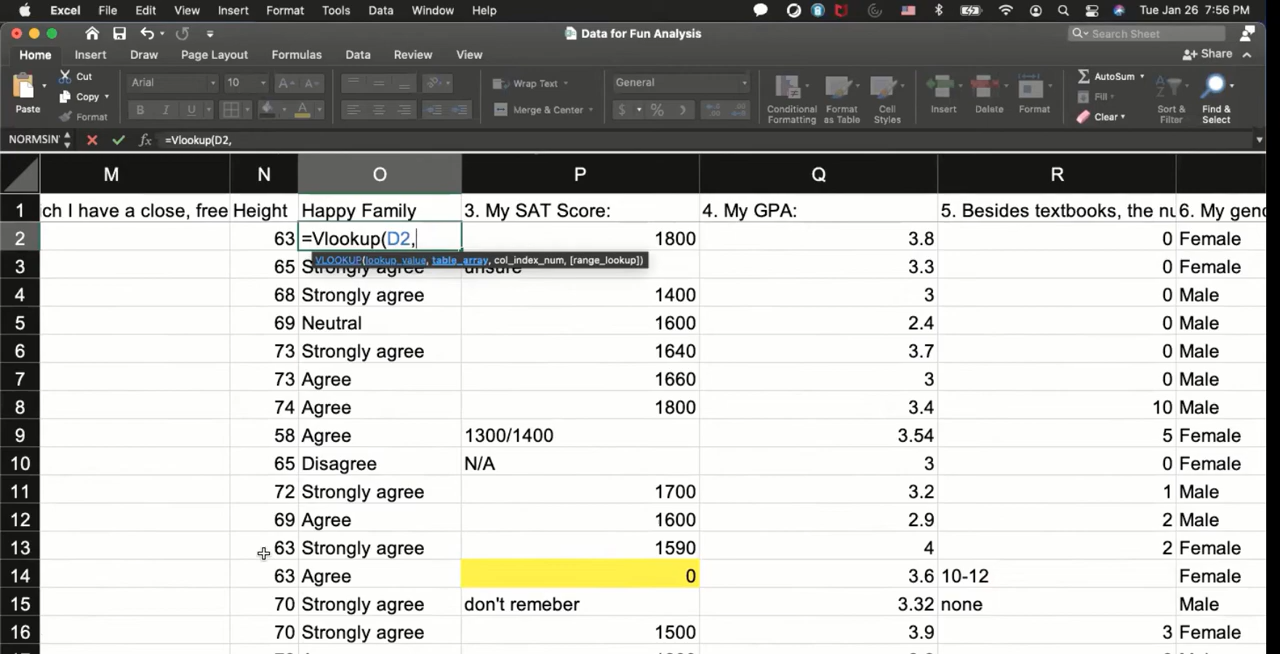 Excel File Edit View Insert Format Tools Data Window Help Tue Jan 26 7:56 PM
Data for Fun Analysis Search Sheet
Home Insert Draw Page Layout Formulas Data Review View Share
Cut Arial 10 A A Wrap Text General AutoSum
Copy Fill
Paste Format B I U A Merge & Center $ % Conditional Formatting Format as Table Cell Styles Insert Delete Format Clear Sort & Filter Find & Select
NORMSIN fx =Vlookup(D2,
M N O P Q R
1 ch I have a close, free Height Happy Family 3. My SAT Score: 4. My GPA: 5. Besides textbooks, the nu 6. My gend
2 63 =Vlookup(D2, 1800 3.8 0 Female
VLOOKUP(lookup_value, table_array, col_index_num, [range_lookup])
3 65 Strongly agree unsure 3.3 0 Female
4 68 Strongly agree 1400 3 0 Male
5 69 Neutral 1600 2.4 0 Male
6 73 Strongly agree 1640 3.7 0 Male
7 73 Agree 1660 3 0 Male
8 74 Agree 1800 3.4 10 Male
9 58 Agree 1300/1400 3.54 5 Female
10 65 Disagree N/A 3 0 Female
11 72 Strongly agree 1700 3.2 1 Male
12 69 Agree 1600 2.9 2 Male
13 63 Strongly agree 1590 4 2 Female
14 63 Agree 0 3.6 10-12 Female
15 70 Strongly agree don't remeber 3.32 none Male
16 70 Strongly agree 1500 3.9 3 Female